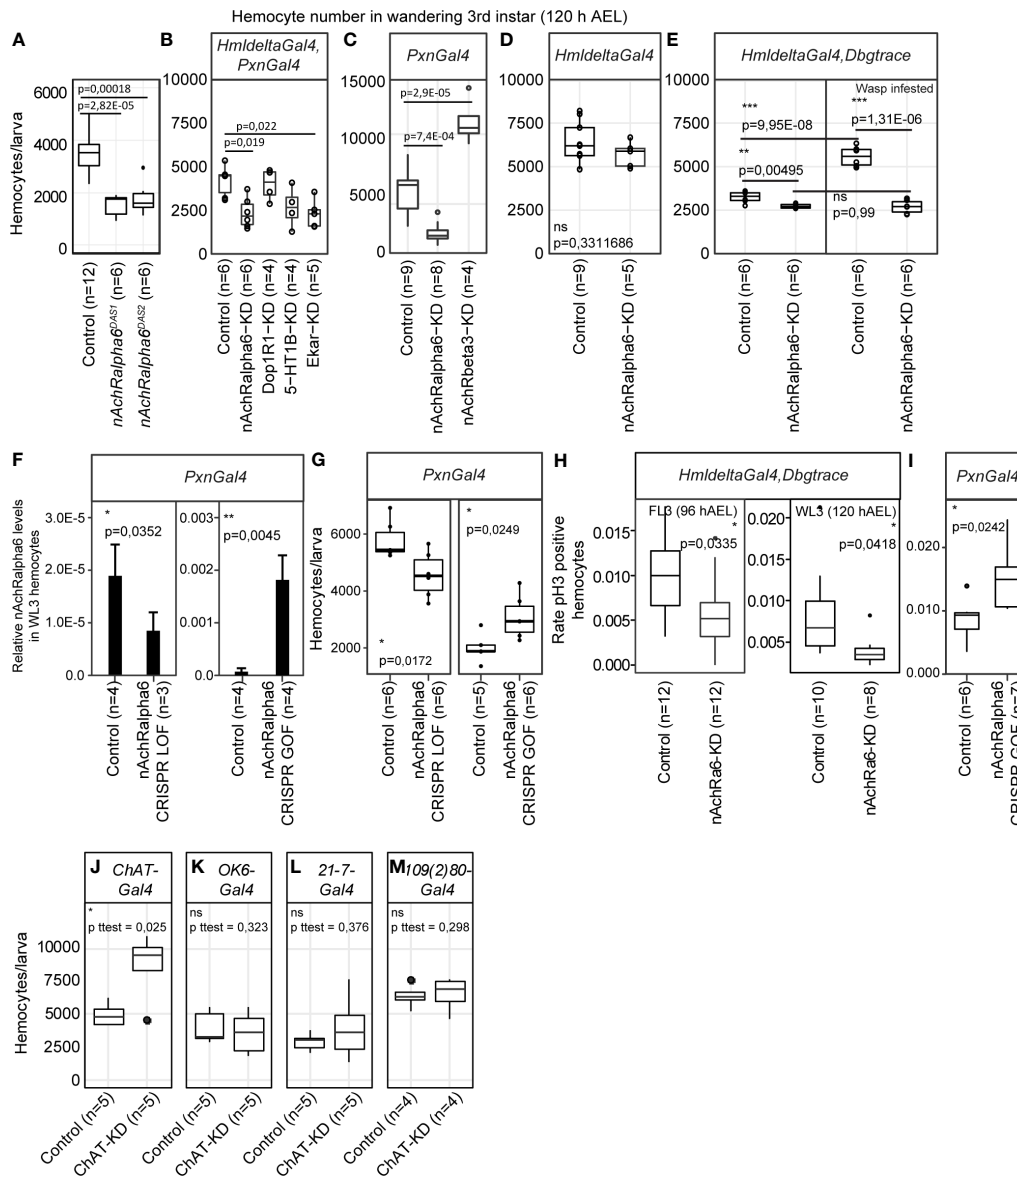 Hemocyte number in wandering 3rd instar (120 h AEL)
A
Hemocytes/larva
6000
4000
2000
0
p=0,00018
p=2,82E-05
Control (n=12)
nAchRalpha6DAS1 (n=6)
nAchRalpha6DAS2 (n=6)
B
HmldeltaGal4,
PxnGal4
10000
7500
5000
2500
0
p=0,022
p=0,019
Control (n=6)
nAchRalpha6−KD (n=6)
Dop1R1−KD (n=4)
5−HT1B−KD (n=4)
Ekar−KD (n=5)
C
PxnGal4
15000
10000
5000
0
p=2,9E-05
p=7,4E-04
Control (n=9)
nAchRalpha6−KD (n=8)
nAchRbeta3−KD (n=4)
D
HmldeltaGal4
10000
7500
5000
2500
0
ns
p=0,3311686
Control (n=9)
nAchRalpha6−KD (n=5)
E
HmldeltaGal4,Dbgtrace
10000
7500
5000
2500
0
Wasp infested
***
p=9,95E-08
***
p=1,31E-06
**
p=0,00495
ns
p=0,99
Control (n=6)
nAchRalpha6−KD (n=6)
Control (n=6)
nAchRalpha6−KD (n=6)
F
PxnGal4
Relative nAchRalpha6 levels
in WL3 hemocytes
3.0E-5
2.0E-5
1.0E-5
0.0
*
p=0,0352
Control (n=4)
nAchRalpha6
CRISPR LOF (n=3)
0.003
0.002
0.001
0.0
**
p=0,0045
Control (n=4)
nAchRalpha6
CRISPR GOF (n=4)
G
PxnGal4
Hemocytes/larva
6000
4000
2000
*
p=0,0172
Control (n=6)
nAchRalpha6
CRISPR LOF (n=6)
*
p=0,0249
Control (n=5)
nAchRalpha6
CRISPR GOF (n=6)
H
HmldeltaGal4,Dbgtrace
Rate pH3 positive
hemocytes
FL3 (96 hAEL)
0.015
0.010
0.005
0.000
*
p=0,0335
Control (n=12)
nAchRa6-KD (n=12)
WL3 (120 hAEL)
0.020
0.015
0.010
0.005
*
p=0,0418
Control (n=10)
nAchRa6-KD (n=8)
I
PxnGal4
0.020
0.010
0.000
*
p=0,0242
Control (n=6)
nAchRalpha6
J
ChAT-
Gal4
Hemocytes/larva
10000
7500
5000
2500
0
*
p ttest = 0,025
Control (n=5)
ChAT-KD (n=5)
K
OK6-
Gal4
ns
p ttest = 0,323
Control (n=5)
ChAT-KD (n=5)
L
21-7-
Gal4
ns
p ttest = 0,376
Control (n=5)
ChAT-KD (n=5)
M
109(2)80-
Gal4
ns
p ttest = 0,298
Control (n=4)
ChAT-KD (n=4)